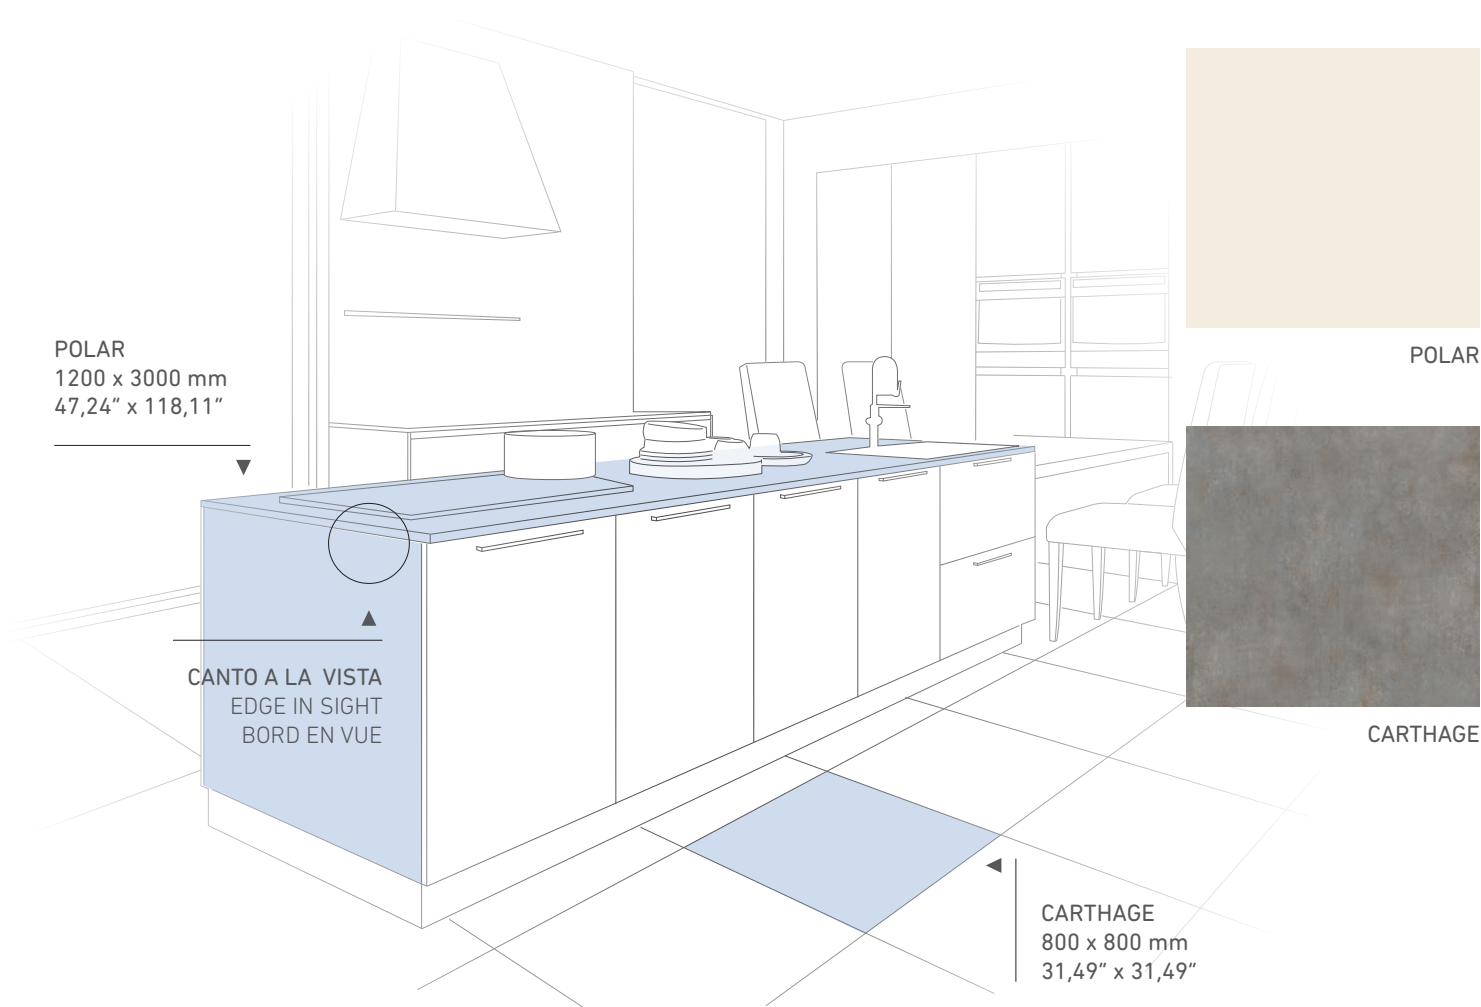 POLAR
1200 x 3000 mm
47,24” x 118,11”
CANTO A LA VISTA
EDGE IN SIGHT
BORD EN VUE
POLAR
CARTHAGE
CARTHAGE
800 x 800 mm
31,49” x 31,49”